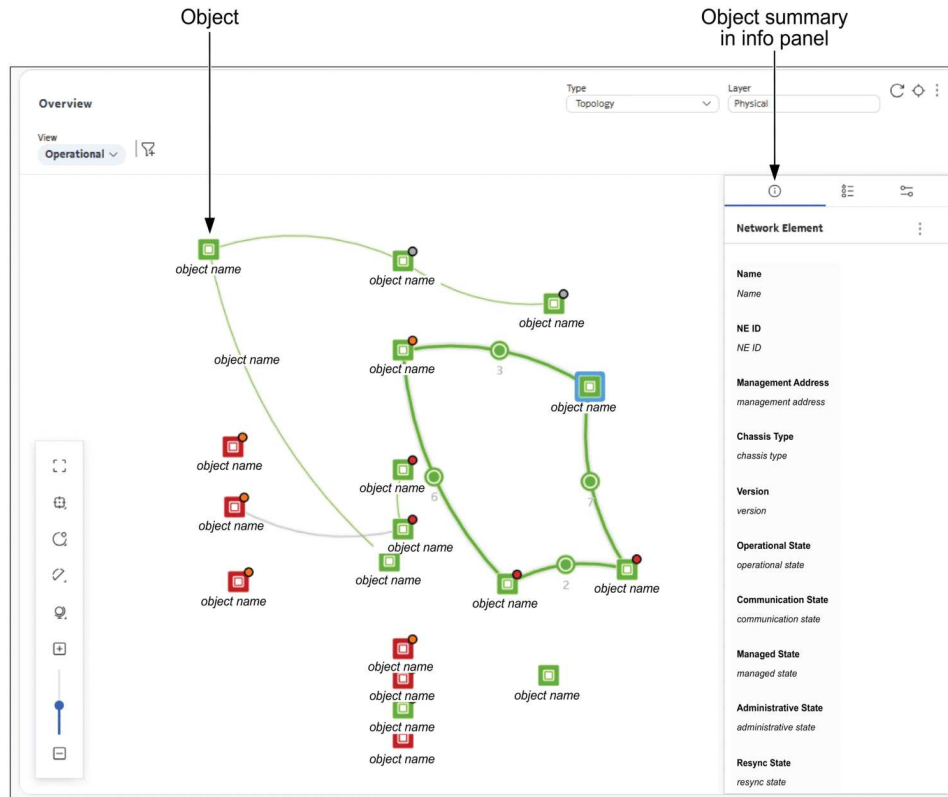 Object
Object summary
in info panel
Overview
Type
Topology
Layer
Physical
View
Operational
Network Element
object name
object name
object name
Name
Name
object name
object name
3
object name
NE ID
NE ID
Management Address
management address
object name
Chassis Type
chassis type
object name
object name
6
7
Version
version
object name
object name
Operational State
operational state
object name
2
object name
object name
object name
Communication State
communication state
object name
Managed State
managed state
object name
object name
object name
Administrative State
administrative state
object name
Resync State
resync state